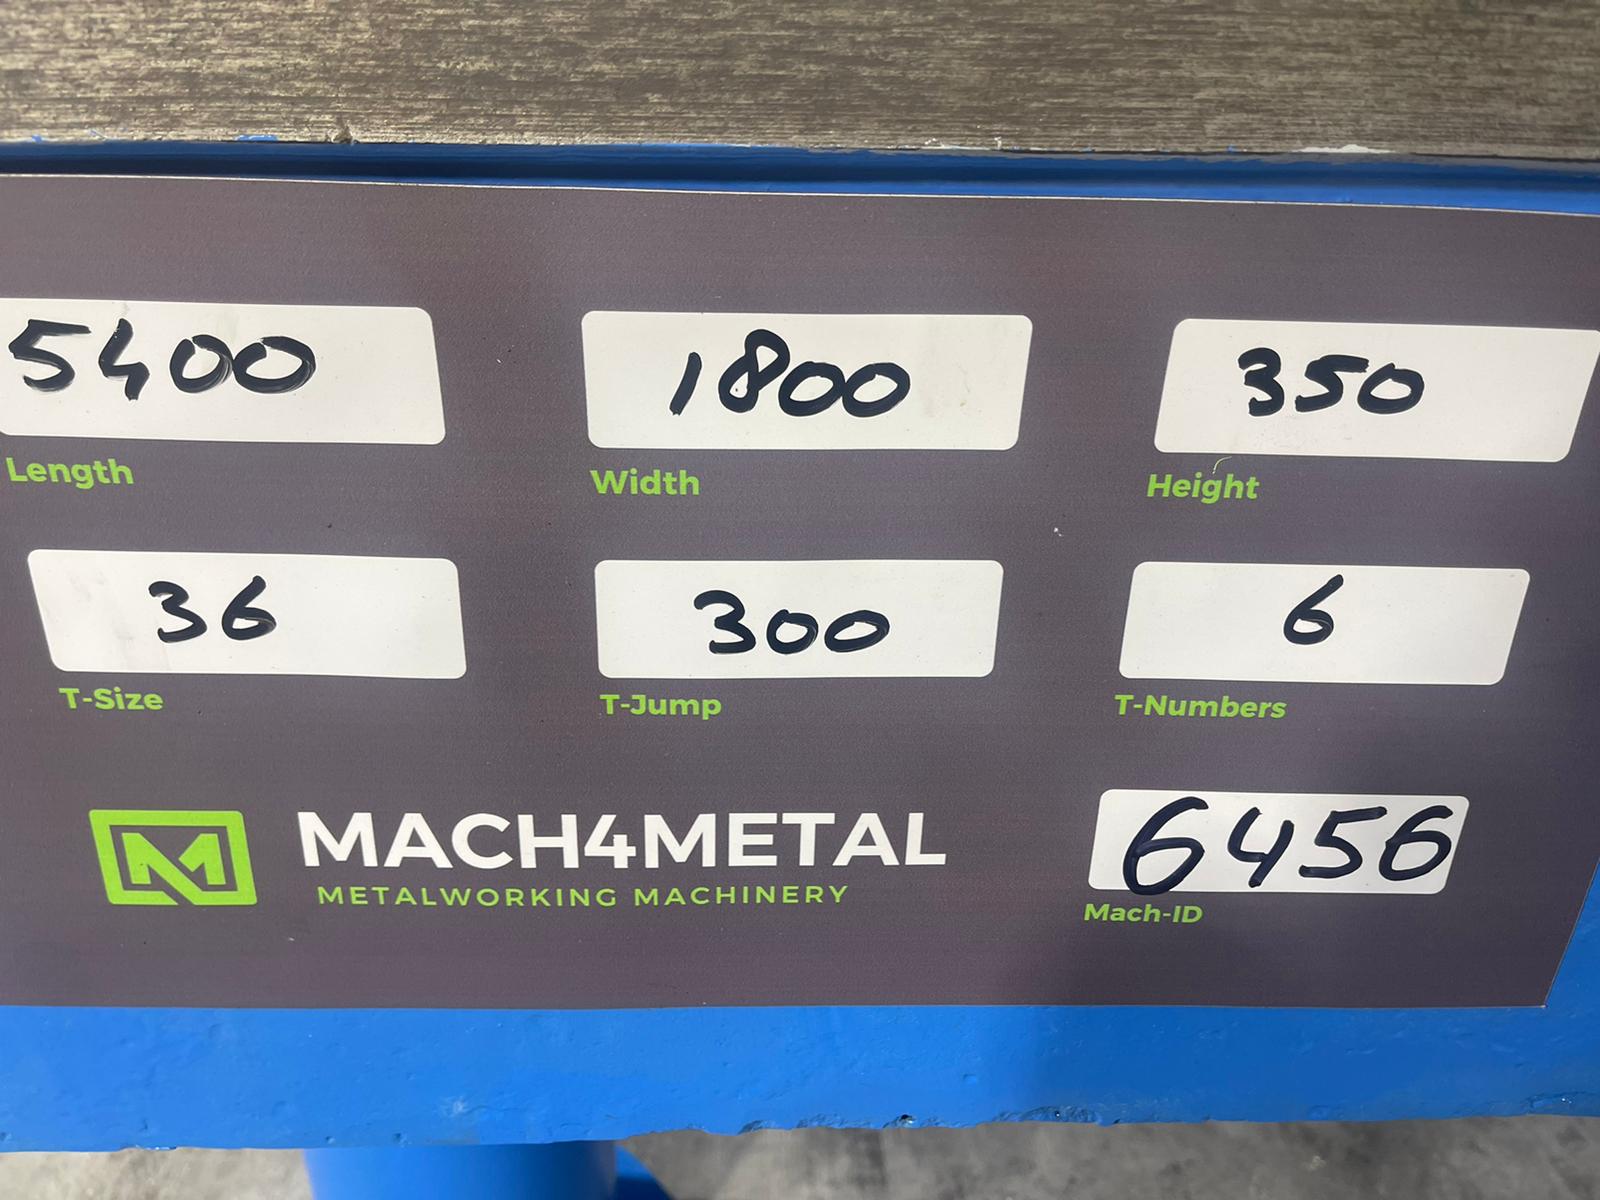 5400 1800 350
Length Width Height
36 300 6
T-Size T-Jump T-Numbers
MACH4METAL
METALWORKING MACHINERY
6456
Mach-ID